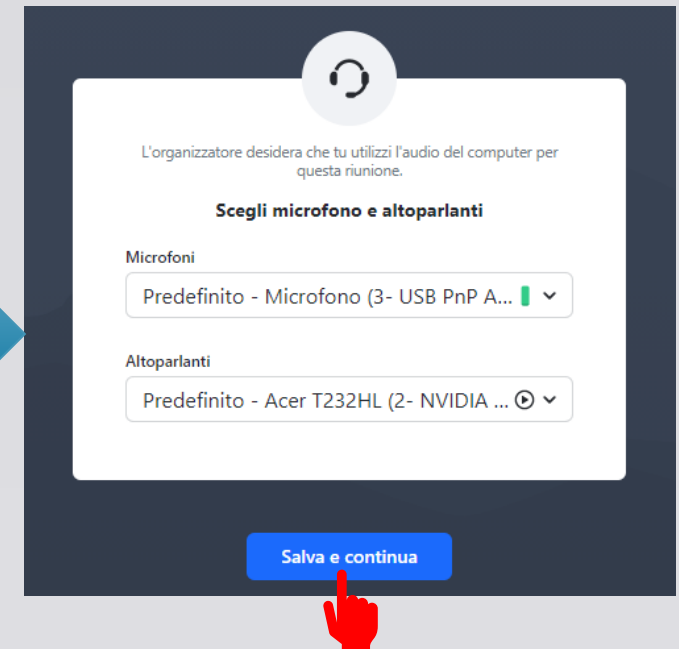 L'organizzatore desidera che tu utilizzi l'audio del computer per
questa riunione.
Scegli microfono e altoparlanti
Microfoni
Predefinito - Microfono (3- USB PnP A...
Altoparlanti
Predefinito - Acer T232HL (2- NVIDIA ...
Salva e continua